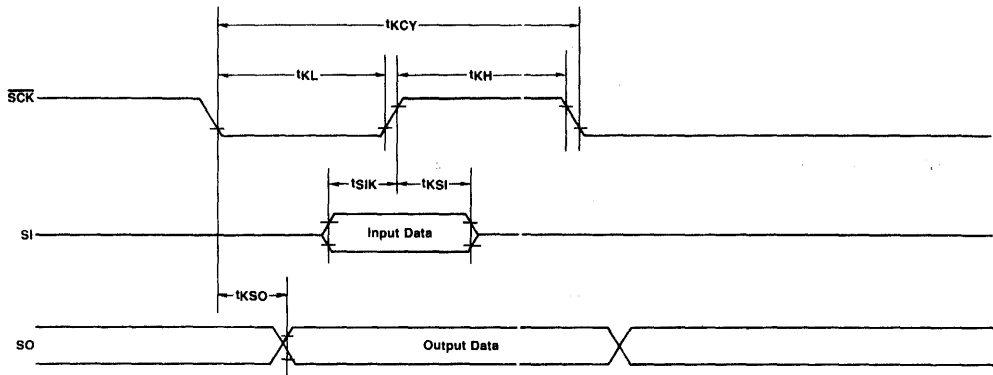 tKCY
tKL
tKH
SCK
tSIK
tKSI
SI
Input Data
tKSO
SO
Output Data